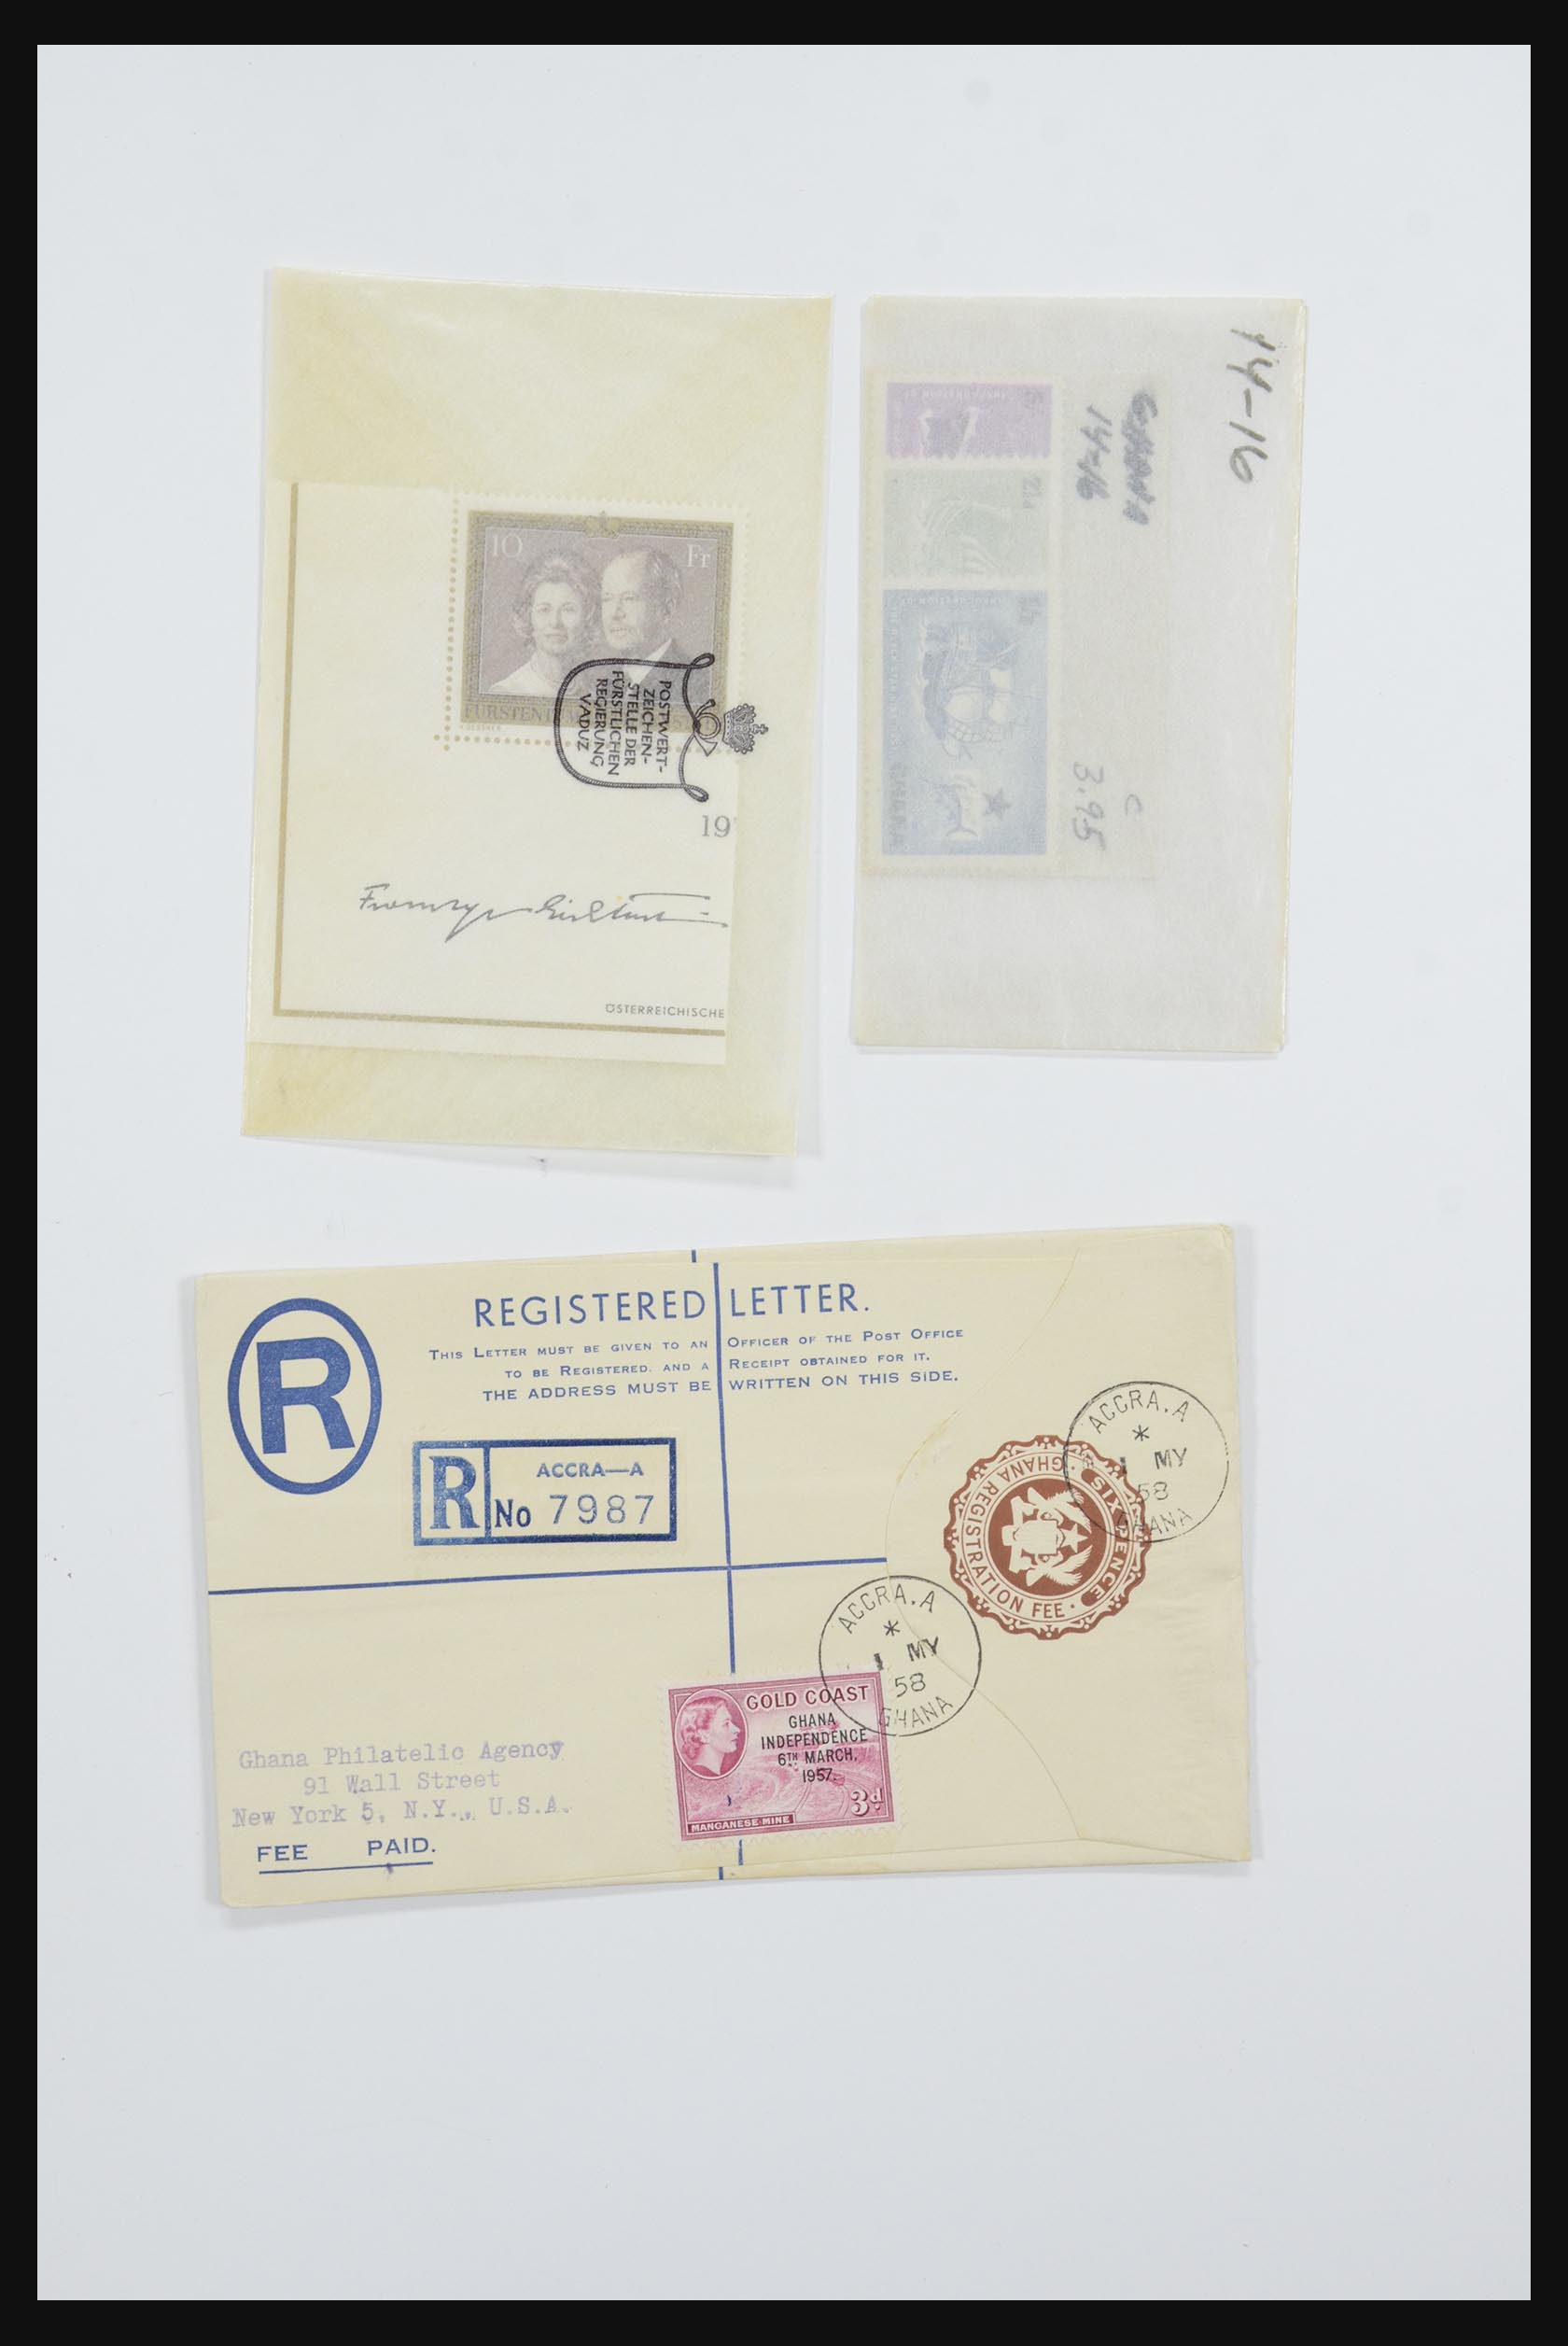 10 Fr
FÜRSTEN
POSTWERT-
ZEICHEN-
STELLE DER
FÜRSTLICHEN
REGIERUNG
VADUZ
19
ÖSTERREICHISCHE
14-16
GHANA
14-16
C
3.95
GHANA
REGISTERED LETTER.
THIS LETTER MUST BE GIVEN TO AN OFFICER OF THE POST OFFICE
TO BE REGISTERED. AND A RECEIPT OBTAINED FOR IT.
THE ADDRESS MUST BE WRITTEN ON THIS SIDE.
R
R
ACCRA—A
No 7987
ACCRA.A
*
1 MY
58
GHANA
GHANA REGISTRATION FEE · SIXPENCE ·
ACCRA.A
*
1 MY
58
GHANA
GOLD COAST
GHANA
INDEPENDENCE
6TH MARCH,
1957.
3d
MANGANESE MINE
Ghana Philatelic Agency
91 Wall Street
New York 5, N.Y., U.S.A.
FEE PAID.